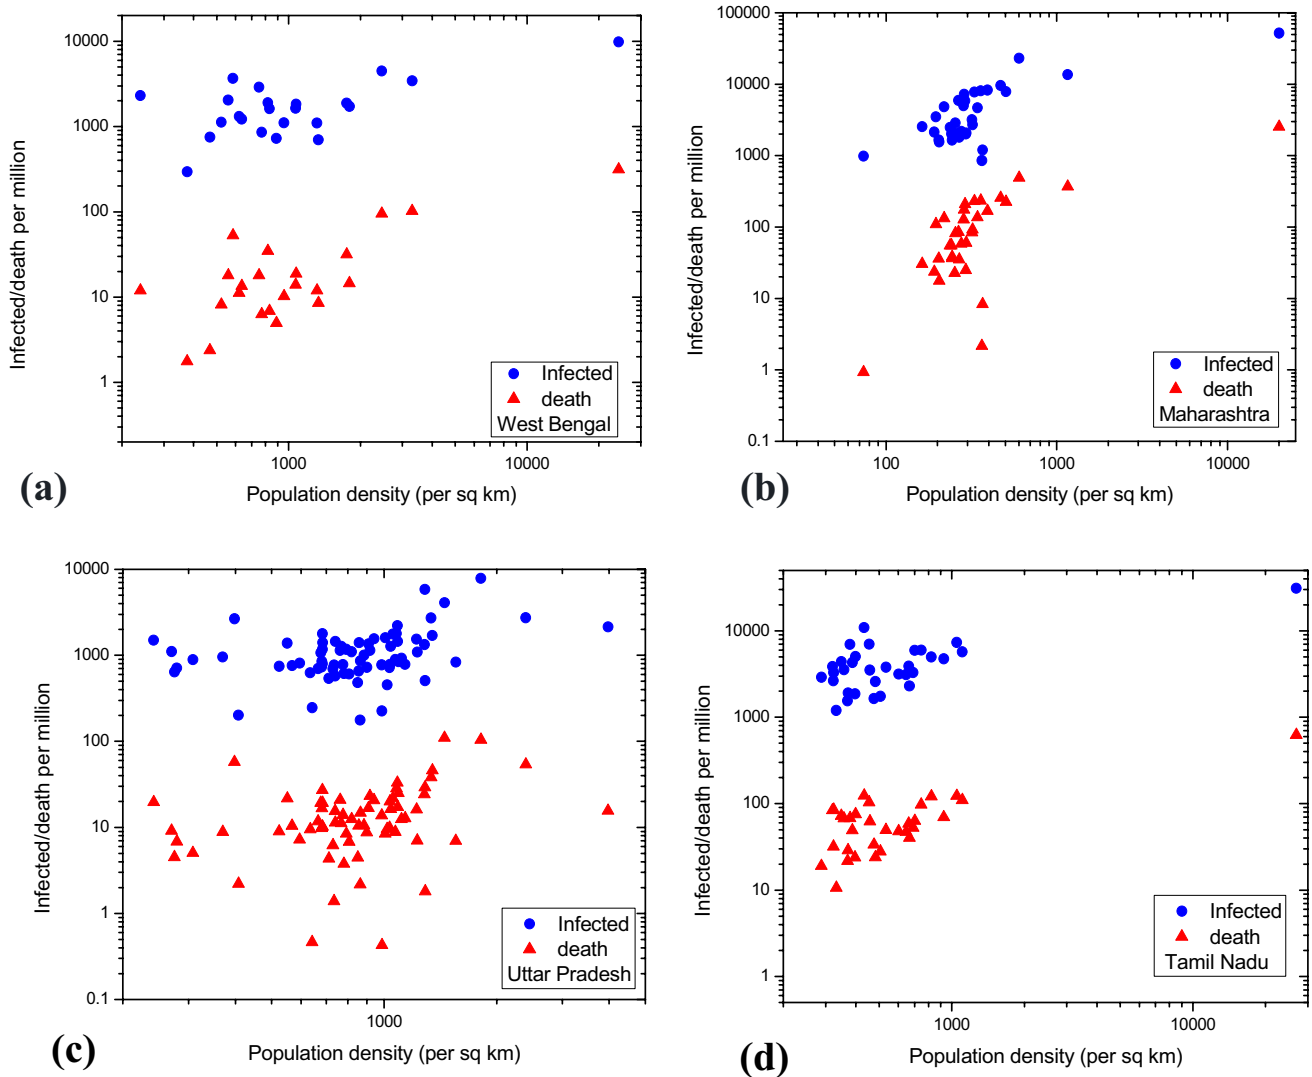 10000
1000
100
10
1
Infected/death per million
Infected
death
West Bengal
1000
10000
(a)
Population density (per sq km)
100000
10000
1000
100
10
1
0.1
Infected/death per million
Infected
death
Maharashtra
100
1000
10000
(b)
Population density (per sq km)
10000
1000
100
10
1
0.1
Infected/death per million
Infected
death
Uttar Pradesh
1000
(c)
Population density (per sq km)
10000
1000
100
10
1
Infected/death per million
Infected
death
Tamil Nadu
1000
10000
(d)
Population density (per sq km)